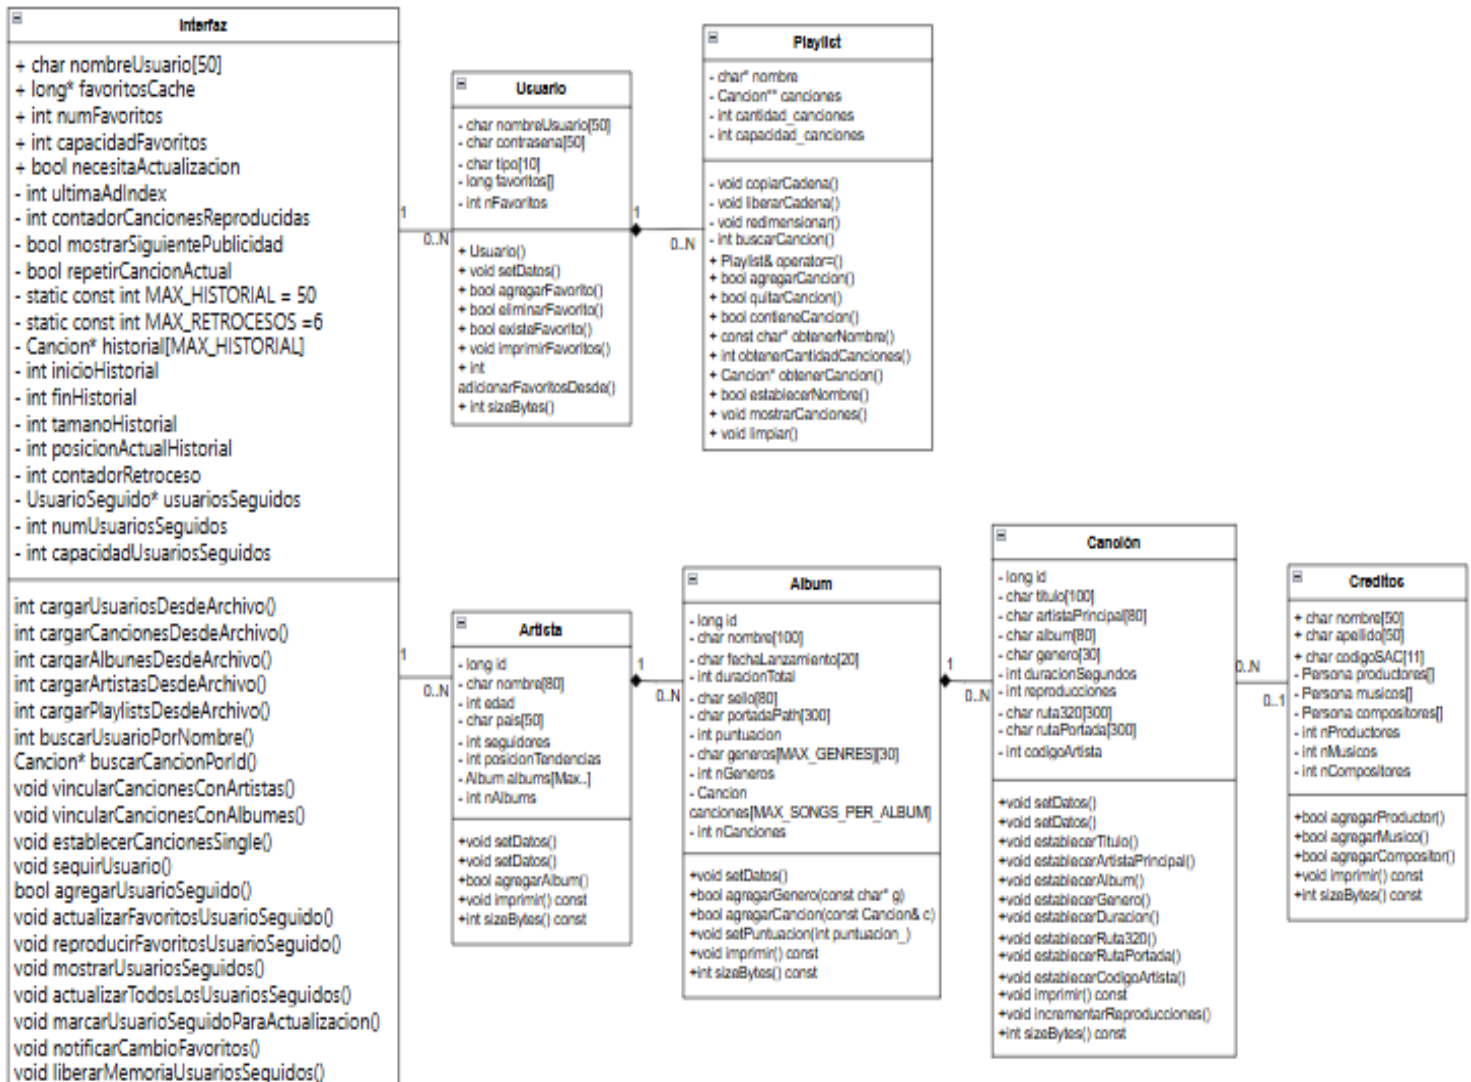 Interfaz
+ char nombreUsuario[50]
+ long* favoritosCache
+ int numFavoritos
+ int capacidadFavoritos
+ bool necesitaActualizacion
- int ultimaAdIndex
- int contadorCancionesReproducidas
- bool mostrarSiguientePublicidad
- bool repetirCancionActual
- static const int MAX_HISTORIAL = 50
- static const int MAX_RETROCESOS =6
- Cancion* historial[MAX_HISTORIAL]
- int inicioHistorial
- int finHistorial
- int tamanoHistorial
- int posicionActualHistorial
- int contadorRetroceso
- UsuarioSeguido* usuariosSeguidos
- int numUsuariosSeguidos
- int capacidadUsuariosSeguidos
int cargarUsuariosDesdeArchivo()
int cargarCancionesDesdeArchivo()
int cargarAlbunesDesdeArchivo()
int cargarArtistasDesdeArchivo()
int cargarPlaylistsDesdeArchivo()
int buscarUsuarioPorNombre()
Cancion* buscarCancionPorId()
void vincularCancionesConArtistas()
void vincularCancionesConAlbumes()
void establecerCancionesSingle()
void seguirUsuario()
bool agregarUsuarioSeguido()
void actualizarFavoritosUsuarioSeguido()
void reproducirFavoritosUsuarioSeguido()
void mostrarUsuariosSeguidos()
void actualizarTodosLosUsuariosSeguidos()
void marcarUsuarioSeguidoParaActualizacion()
void notificarCambioFavoritos()
void liberarMemoriaUsuariosSeguidos()
1
0..N
Usuario
- char nombreUsuario[50]
- char contrasena[50]
- char tipo[10]
- long favoritos[]
- int nFavoritos
+ Usuario()
+ void setDatos()
+ bool agregarFavorito()
+ bool eliminarFavorito()
+ bool existeFavorito()
+ void imprimirFavoritos()
+ int
adicionarFavoritosDesde()
+ int sizeBytes()
1
0..N
Playlist
- char* nombre
- Cancion** canciones
- int cantidad_canciones
- int capacidad_canciones
- void copiarCadena()
- void liberarCadena()
- void redimensionar()
- int buscarCancion()
+ Playlist& operator=()
+ bool agregarCancion()
+ bool quitarCancion()
+ bool contieneCancion()
+ const char* obtenerNombre()
+ int obtenerCantidadCanciones()
+ Cancion* obtenerCancion()
+ bool establecerNombre()
+ void mostrarCanciones()
+ void limpiar()
1
0..N
Artista
- long id
- char nombre[80]
- int edad
- char pais[50]
- int seguidores
- int posicionTendencias
- Album albums[Max..]
- int nAlbums
+void setDatos()
+void setDatos()
+bool agregarAlbum()
+void imprimir() const
+int sizeBytes() const
1
0..N
Album
- long id
- char nombre[100]
- char fechaLanzamiento[20]
- int duracionTotal
- char sello[80]
- char portadaPath[300]
- int puntuacion
- char generos[MAX_GENRES][30]
- int nGeneros
- Cancion
canciones[MAX_SONGS_PER_ALBUM]
- int nCanciones
+void setDatos()
+bool agregarGenero(const char* g)
+bool agregarCancion(const Cancion& c)
+void setPuntuacion(int puntuacion_)
+void imprimir() const
+int sizeBytes() const
1
0..N
Canción
- long id
- char titulo[100]
- char artistaPrincipal[80]
- char album[80]
- char genero[30]
- int duracionSegundos
- int reproducciones
- char ruta320[300]
- char rutaPortada[300]
- int codigoArtista
+void setDatos()
+void setDatos()
+void establecerTitulo()
+void establecerArtistaPrincipal()
+void establecerAlbum()
+void establecerGenero()
+void establecerDuracion()
+void establecerRuta320()
+void establecerRutaPortada()
+void establecerCodigoArtista()
+void imprimir() const
+void incrementarReproducciones()
+int sizeBytes() const
0..N
0..1
Creditos
+ char nombre[50]
+ char apellido[50]
+ char codigoSAC[11]
- Persona productores[]
- Persona musicos[]
- Persona compositores[]
- int nProductores
- int nMusicos
- int nCompositores
+bool agregarProductor()
+bool agregarMusico()
+bool agregarCompositor()
+void imprimir() const
+int sizeBytes() const